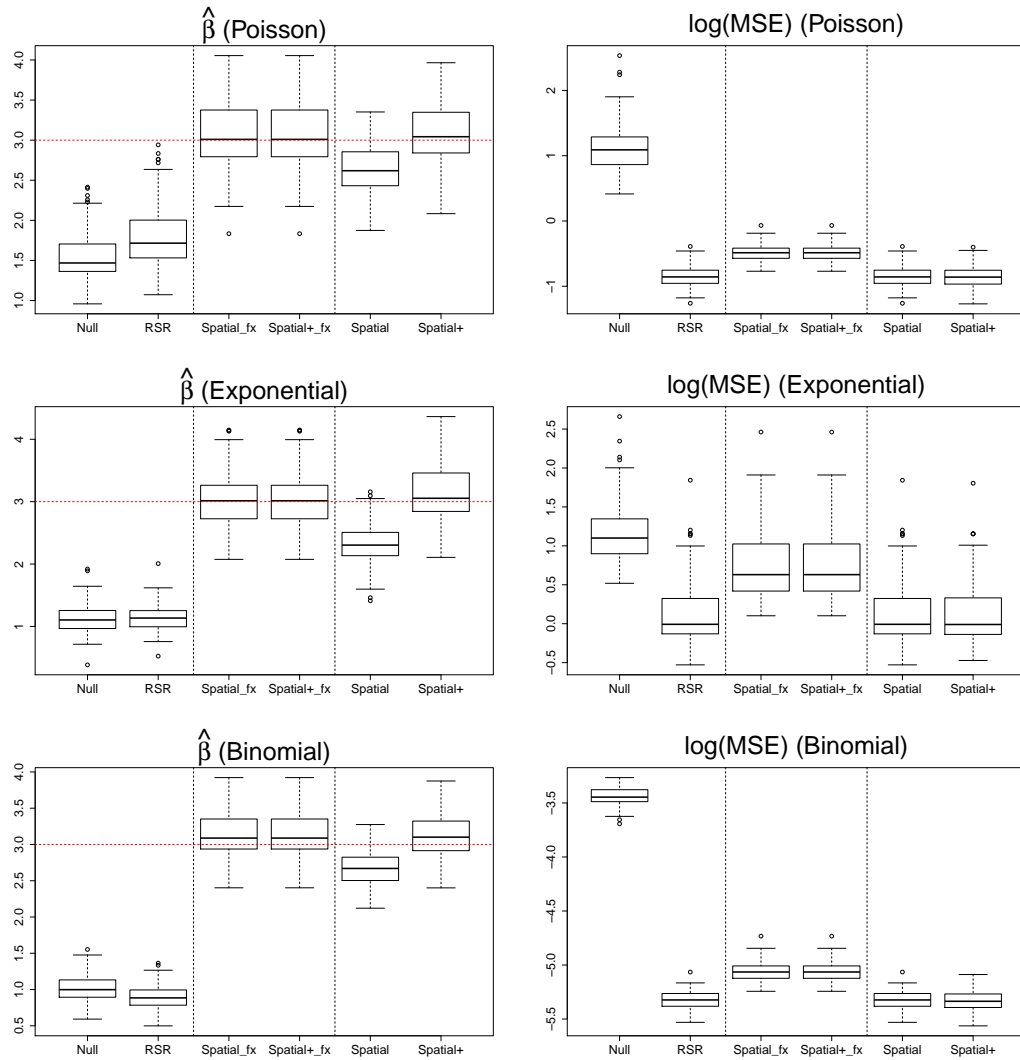 β̂ (Poisson)
4.0
3.5
3.0
2.5
2.0
1.5
1.0
Null RSR Spatial_fx Spatial+_fx Spatial Spatial+
log(MSE) (Poisson)
2
1
0
−1
Null RSR Spatial_fx Spatial+_fx Spatial Spatial+
β̂ (Exponential)
4
3
2
1
Null RSR Spatial_fx Spatial+_fx Spatial Spatial+
log(MSE) (Exponential)
2.5
2.0
1.5
1.0
0.5
0.0
−0.5
Null RSR Spatial_fx Spatial+_fx Spatial Spatial+
β̂ (Binomial)
4.0
3.5
3.0
2.5
2.0
1.5
1.0
0.5
Null RSR Spatial_fx Spatial+_fx Spatial Spatial+
log(MSE) (Binomial)
−3.5
−4.0
−4.5
−5.0
−5.5
Null RSR Spatial_fx Spatial+_fx Spatial Spatial+